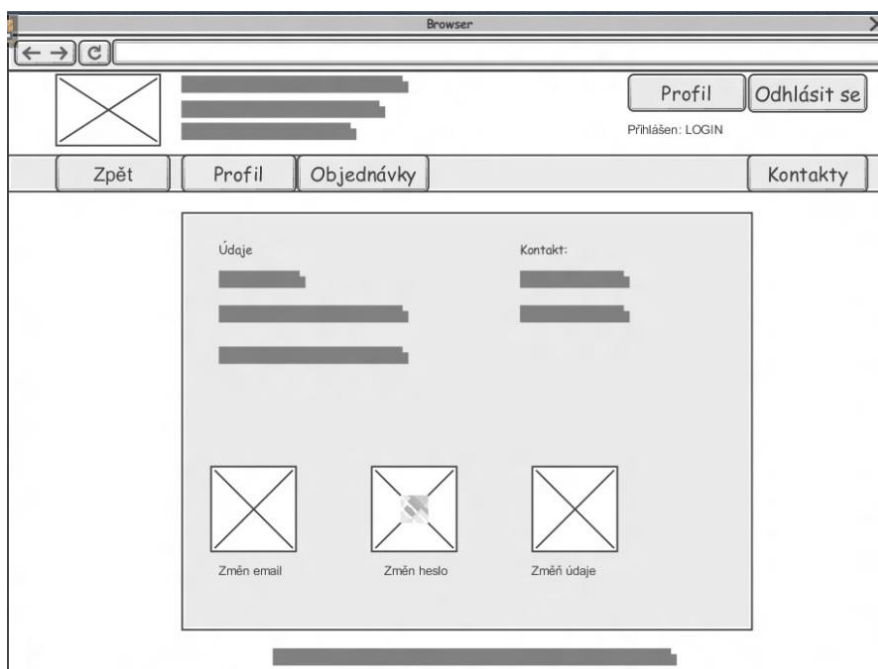 Browser
Profil Odhlásit se
Přihlášen: LOGIN
Zpět Profil Objednávky Kontakty
Údaje Kontakt:
Změn email Změn heslo Změň údaje